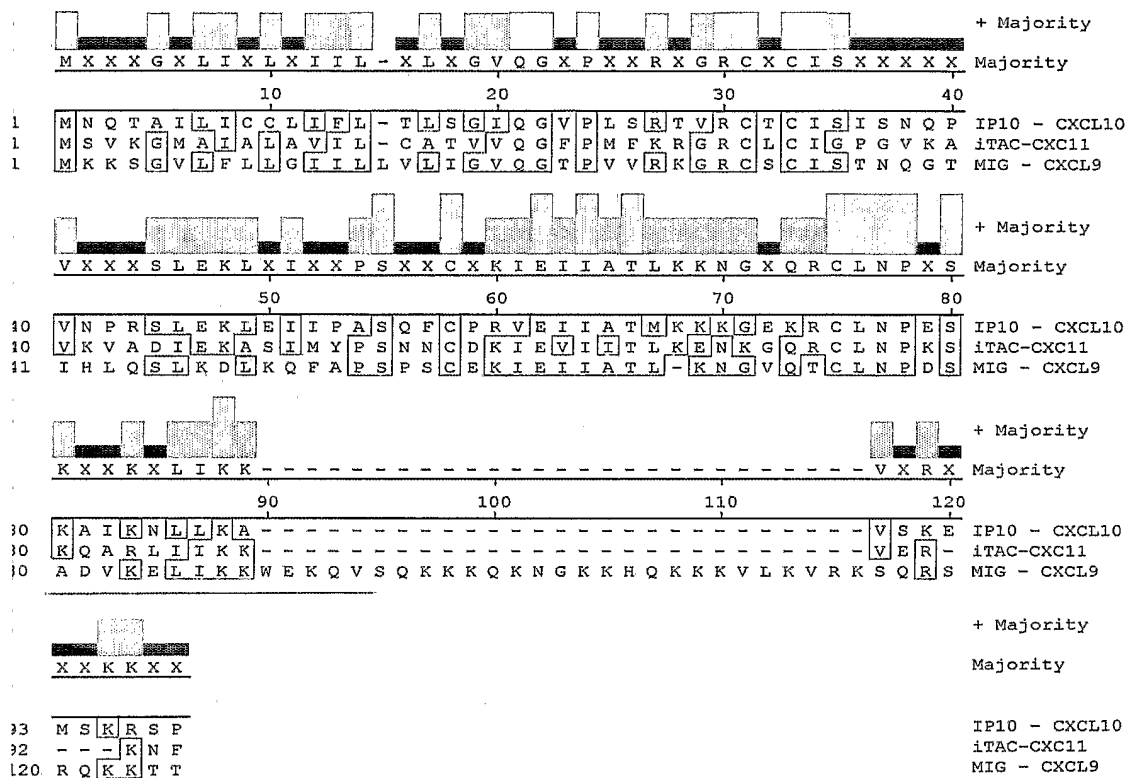 + Majority
M X X X G X L I X L X I I L - X L X G V Q G X P X X R X G R C X C I S X X X X X Majority
10 20 30 40
1 M N Q T A I L I C C L I F L - T L S G I Q G V P L S R T V R C T C I S I S N Q P IP10 - CXCL10
1 M S V K G M A I A L A V I L - C A T V V Q G F P M F K R G R C L C I G P G V K A iTAC-CXC11
1 M K K S G V L F L L G I I L L V L I G V Q G T P V V R K G R C S C I S T N Q G T MIG - CXCL9
+ Majority
V X X X S L E K L X I X X P S X X C X K I E I I A T L K K N G X Q R C L N P X S Majority
50 60 70 80
40 V N P R S L E K L E I I P A S Q F C P R V E I I A T M K K K G E K R C L N P E S IP10 - CXCL10
40 V K V A D I E K A S I M Y P S N N C D K I E V I I T L K E N K G Q R C L N P K S iTAC-CXC11
41 I H L Q S L K D L K Q F A P S P S C E K I E I I A T L - K N G V Q T C L N P D S MIG - CXCL9
+ Majority
K X X K X L I K K - - - - - - - - - - - - - - - - - - - - - - - - - - - V X R X Majority
90 100 110 120
80 K A I K N L L K A - - - - - - - - - - - - - - - - - - - - - - - - - - - V S K E IP10 - CXCL10
80 K Q A R L I I K K - - - - - - - - - - - - - - - - - - - - - - - - - - - V E R - iTAC-CXC11
80 A D V K E L I K K W E K Q V S Q K K K Q K N G K K H Q K K K V L K V R K S Q R S MIG - CXCL9
+ Majority
X X K K X X Majority
93 M S K R S P IP10 - CXCL10
92 - - - K N F iTAC-CXC11
120 R Q K K T T MIG - CXCL9